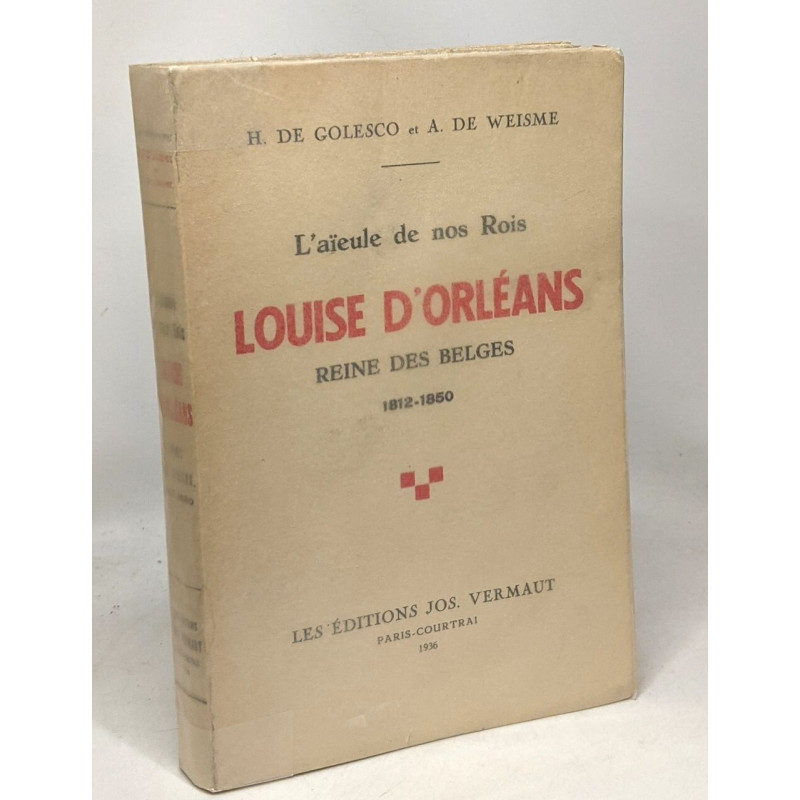 H. DE GOLESCO et A. DE WEISME
L'aïeule de nos Rois
LOUISE D'ORLÉANS
REINE DES BELGES
1812-1850
LES ÉDITIONS JOS. VERMAUT
PARIS-COURTRAI
1936